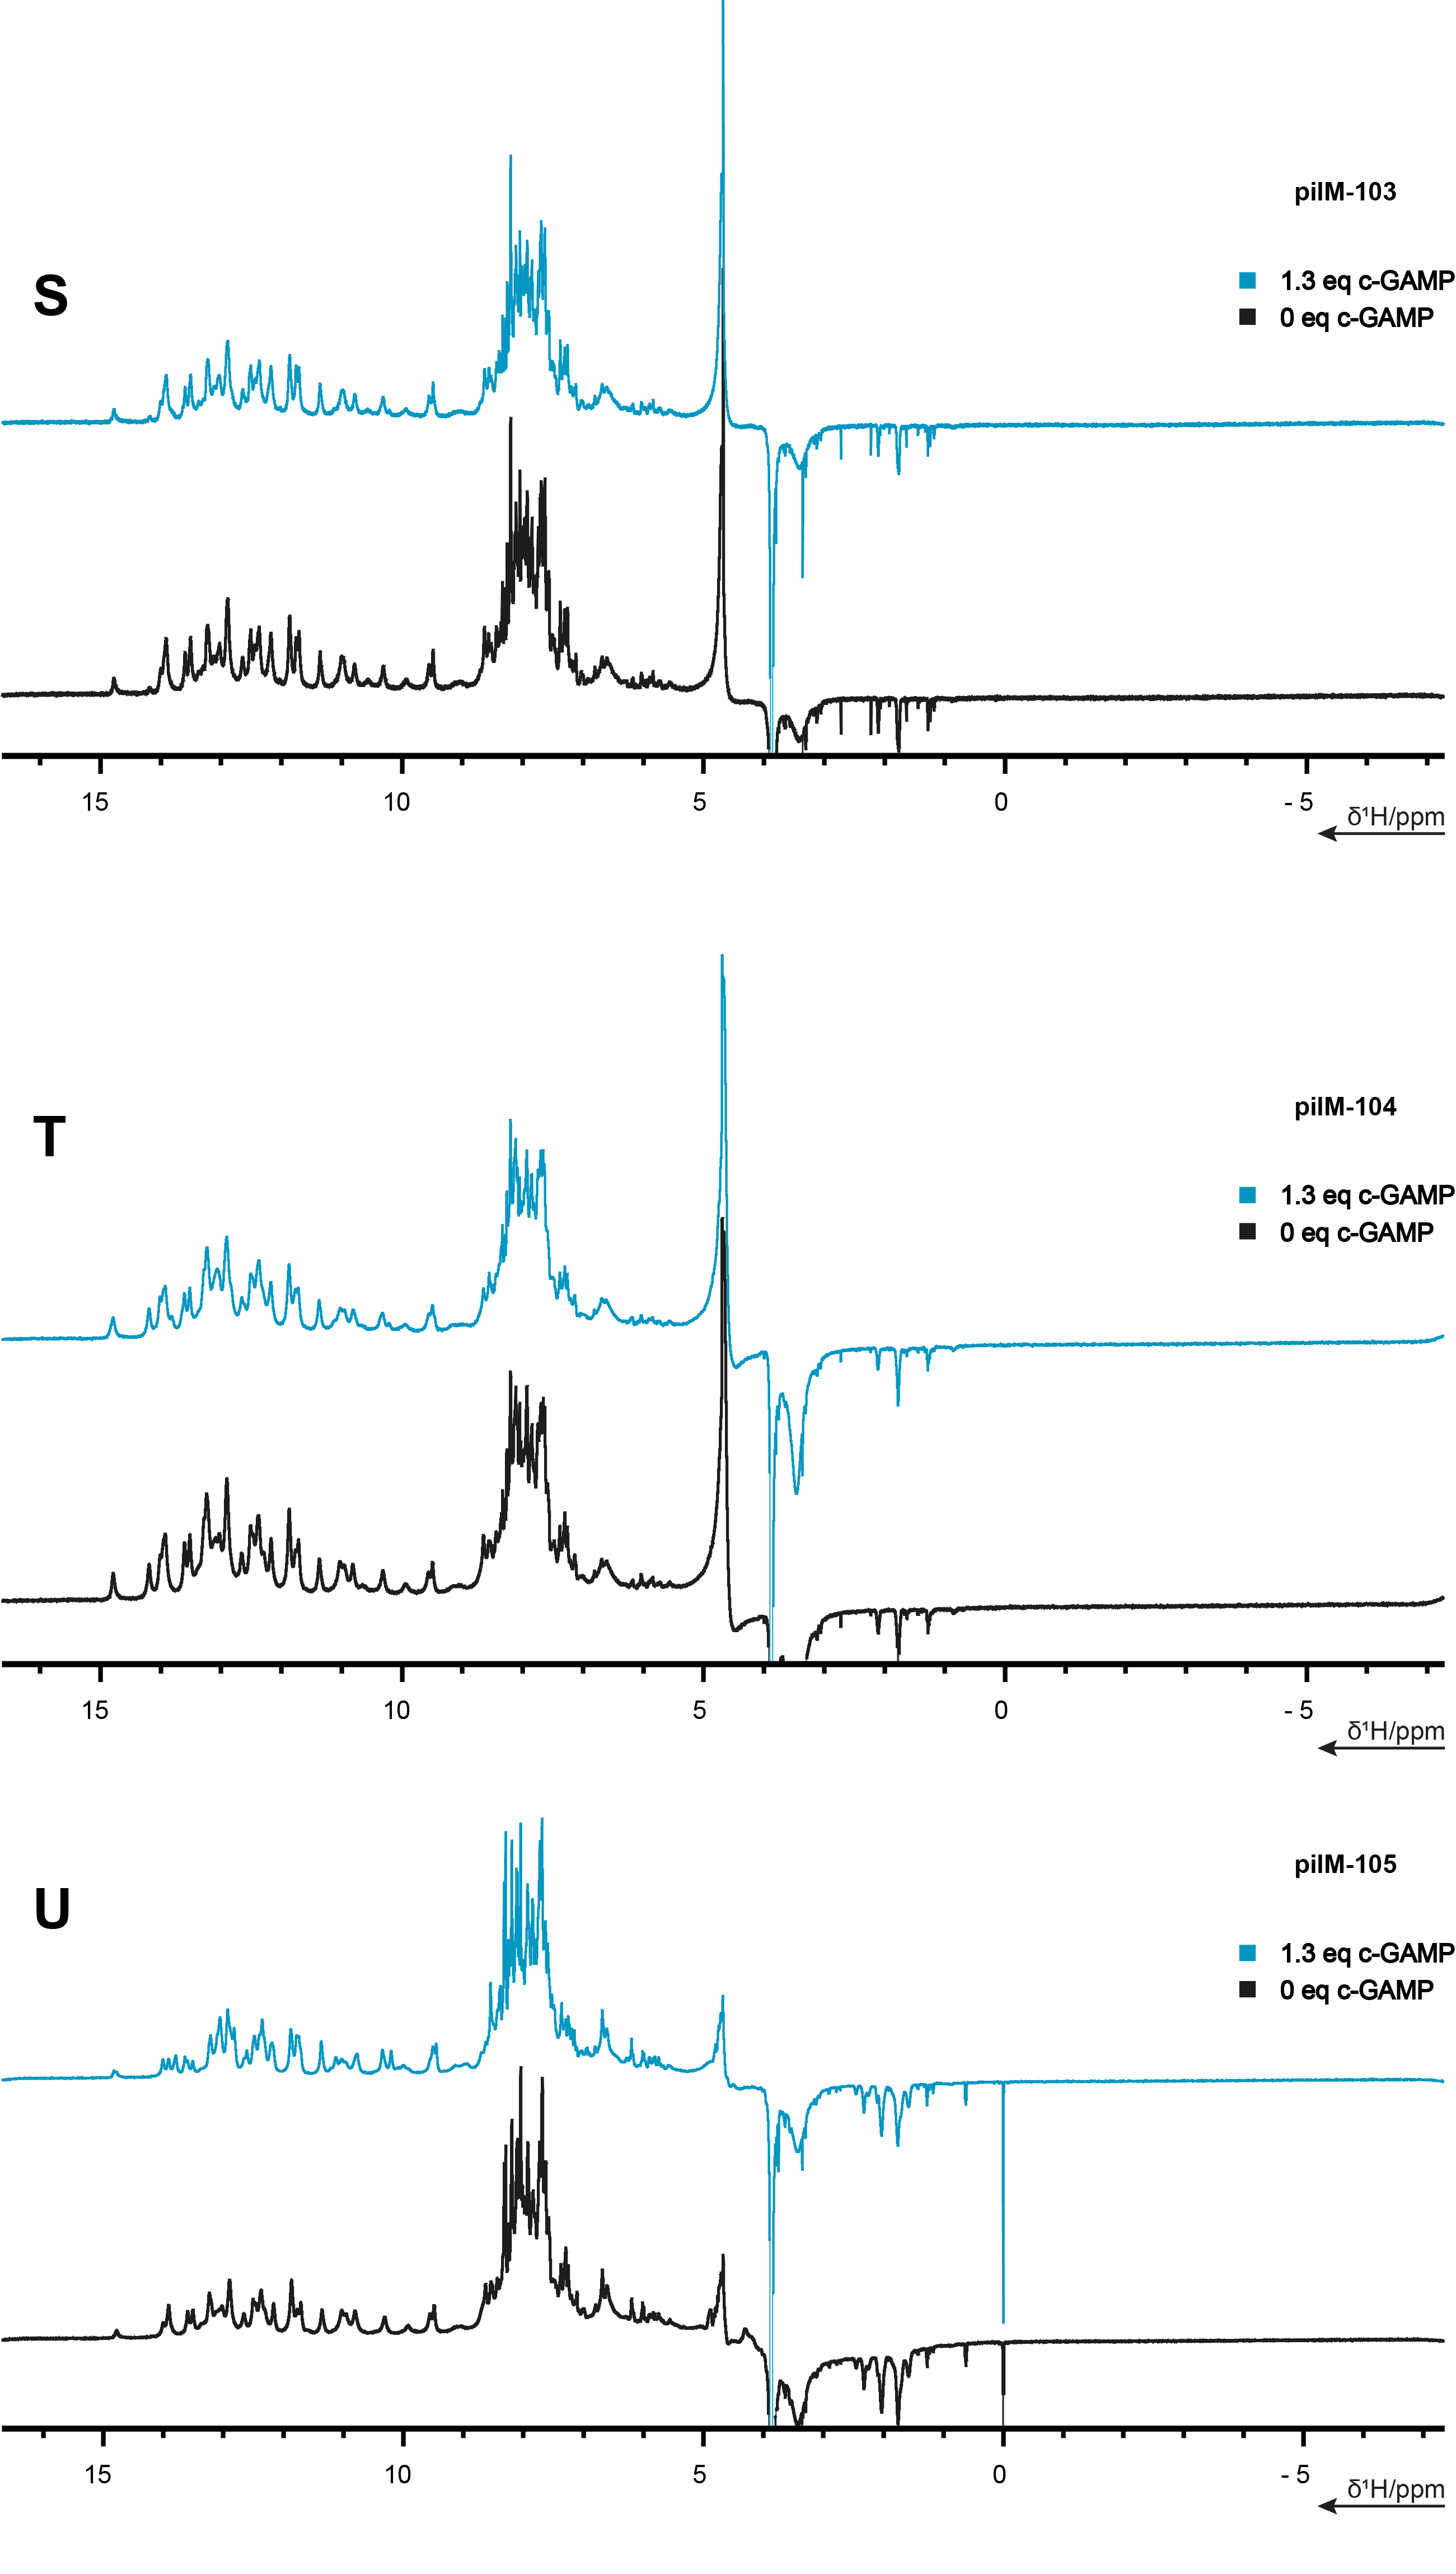 S
pilM-103
1.3 eq c-GAMP
0 eq c-GAMP
15 10 5 0 - 5
δ¹H/ppm
T
pilM-104
1.3 eq c-GAMP
0 eq c-GAMP
15 10 5 0 - 5
δ¹H/ppm
U
pilM-105
1.3 eq c-GAMP
0 eq c-GAMP
15 10 5 0 - 5
δ¹H/ppm